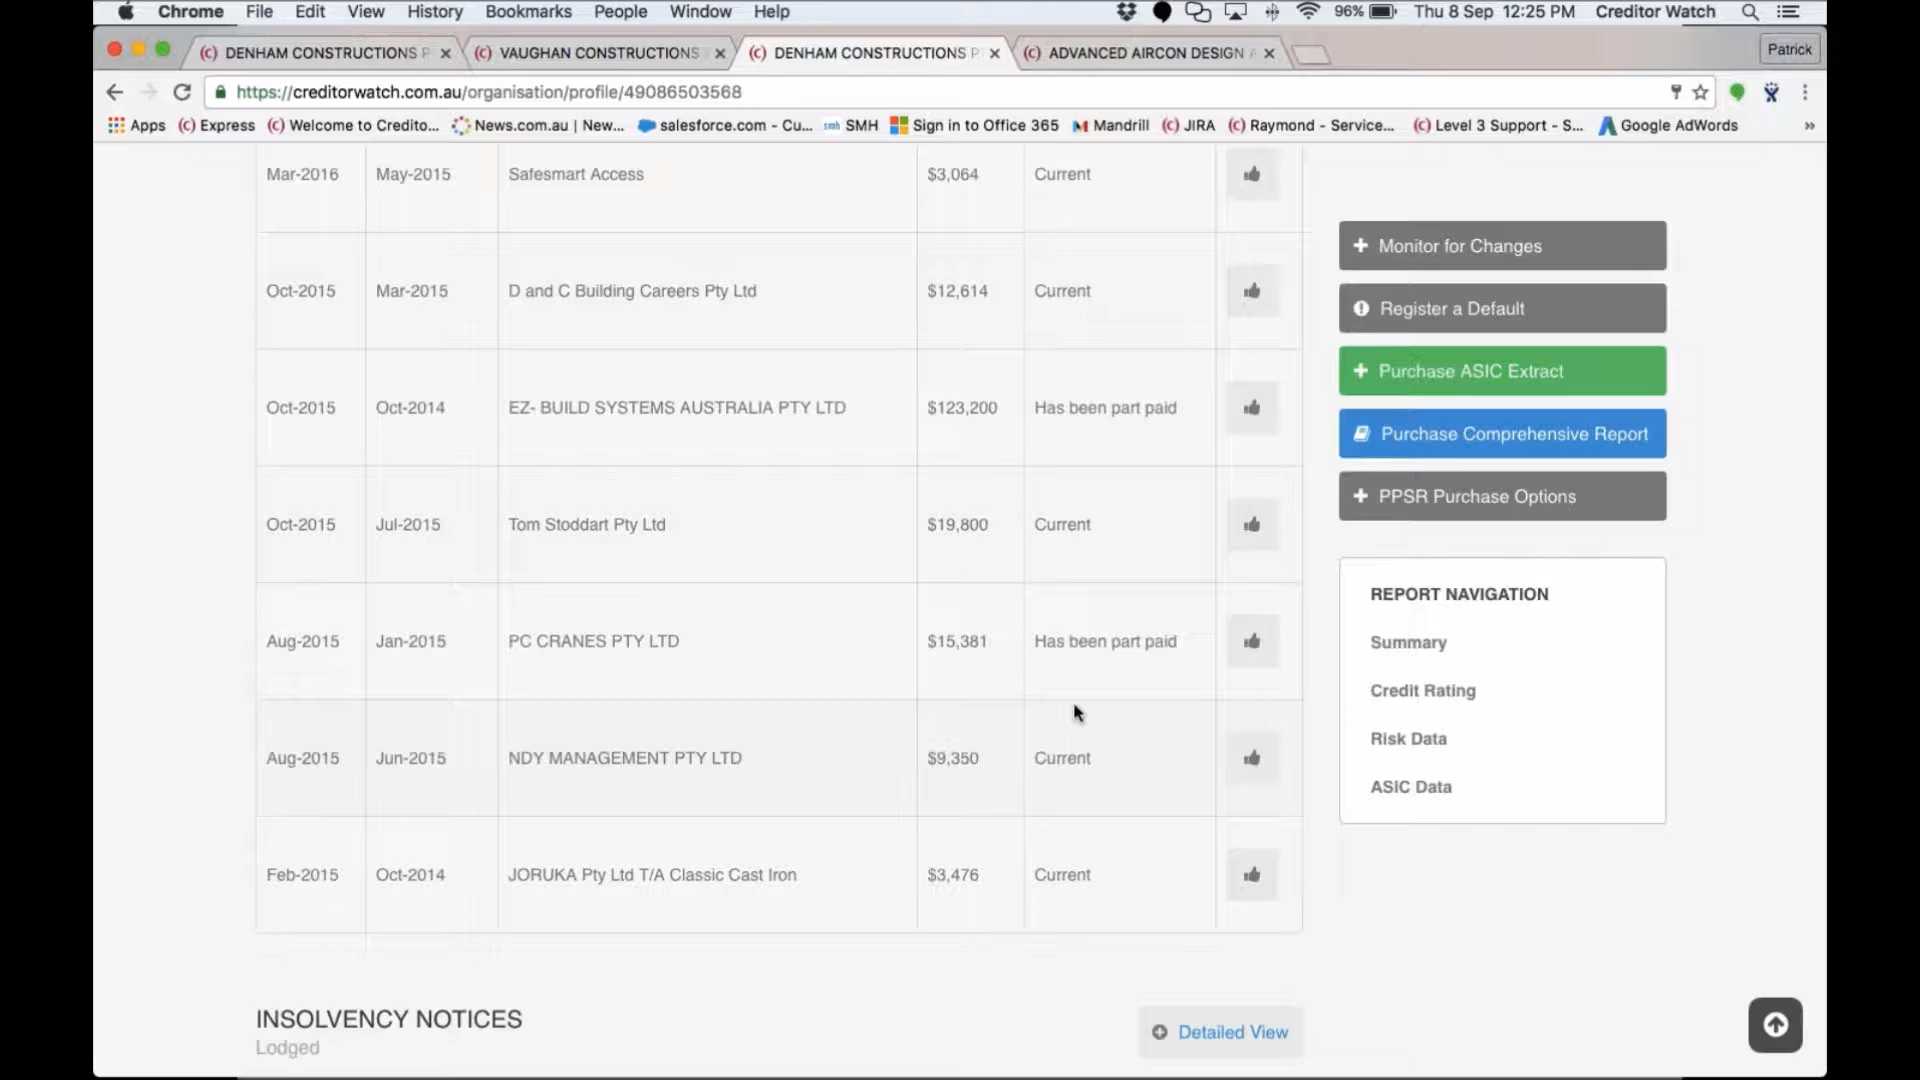 Chrome File Edit View History Bookmarks People Window Help 96% Thu 8 Sep 12:25 PM Creditor Watch
(c) DENHAM CONSTRUCTIONS P (c) VAUGHAN CONSTRUCTIONS (c) DENHAM CONSTRUCTIONS P (c) ADVANCED AIRCON DESIGN Patrick
https://creditorwatch.com.au/organisation/profile/49086503568
Apps (c) Express (c) Welcome to Credito... News.com.au | New... salesforce.com - Cu... smh SMH Sign in to Office 365 Mandrill (c) JIRA (c) Raymond - Service... (c) Level 3 Support - S... Google AdWords »
Mar-2016 May-2015 Safesmart Access $3,064 Current
Oct-2015 Mar-2015 D and C Building Careers Pty Ltd $12,614 Current
Oct-2015 Oct-2014 EZ- BUILD SYSTEMS AUSTRALIA PTY LTD $123,200 Has been part paid
Oct-2015 Jul-2015 Tom Stoddart Pty Ltd $19,800 Current
Aug-2015 Jan-2015 PC CRANES PTY LTD $15,381 Has been part paid
Aug-2015 Jun-2015 NDY MANAGEMENT PTY LTD $9,350 Current
Feb-2015 Oct-2014 JORUKA Pty Ltd T/A Classic Cast Iron $3,476 Current
INSOLVENCY NOTICES
Lodged
Detailed View
Monitor for Changes
Register a Default
Purchase ASIC Extract
Purchase Comprehensive Report
PPSR Purchase Options
REPORT NAVIGATION
Summary
Credit Rating
Risk Data
ASIC Data